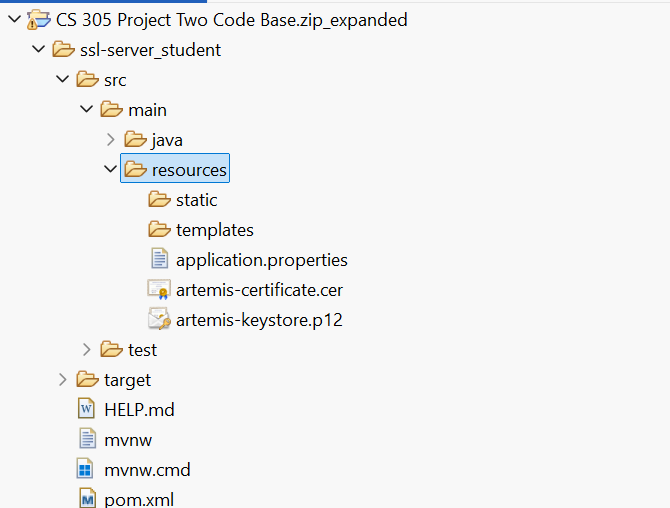 CS 305 Project Two Code Base.zip_expanded
ssl-server_student
src
main
java
resources
static
templates
application.properties
artemis-certificate.cer
artemis-keystore.p12
test
target
HELP.md
mvnw
mvnw.cmd
pom.xml